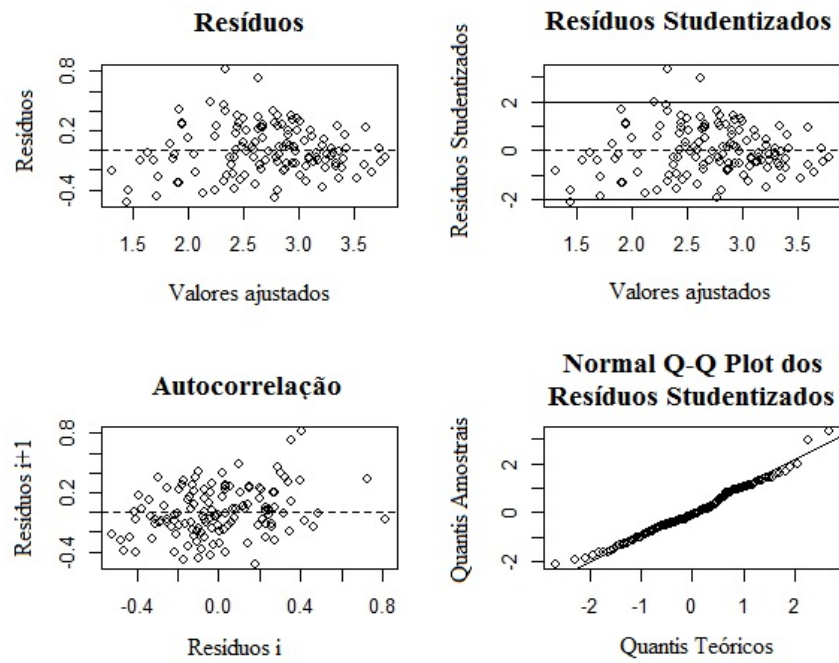 Resíduos
Resíduos
0.8
0.2
-0.4
1.5 2.0 2.5 3.0 3.5
Valores ajustados
Resíduos Studentizados
Resíduos Studentizados
2
0
-2
1.5 2.0 2.5 3.0 3.5
Valores ajustados
Autocorrelação
Resíduos i+1
0.8
0.2
-0.4
-0.4 0.0 0.4 0.8
Resíduos i
Normal Q-Q Plot dos
Resíduos Studentizados
Quantis Amostrais
2
0
-2
-2 -1 0 1 2
Quantis Teóricos